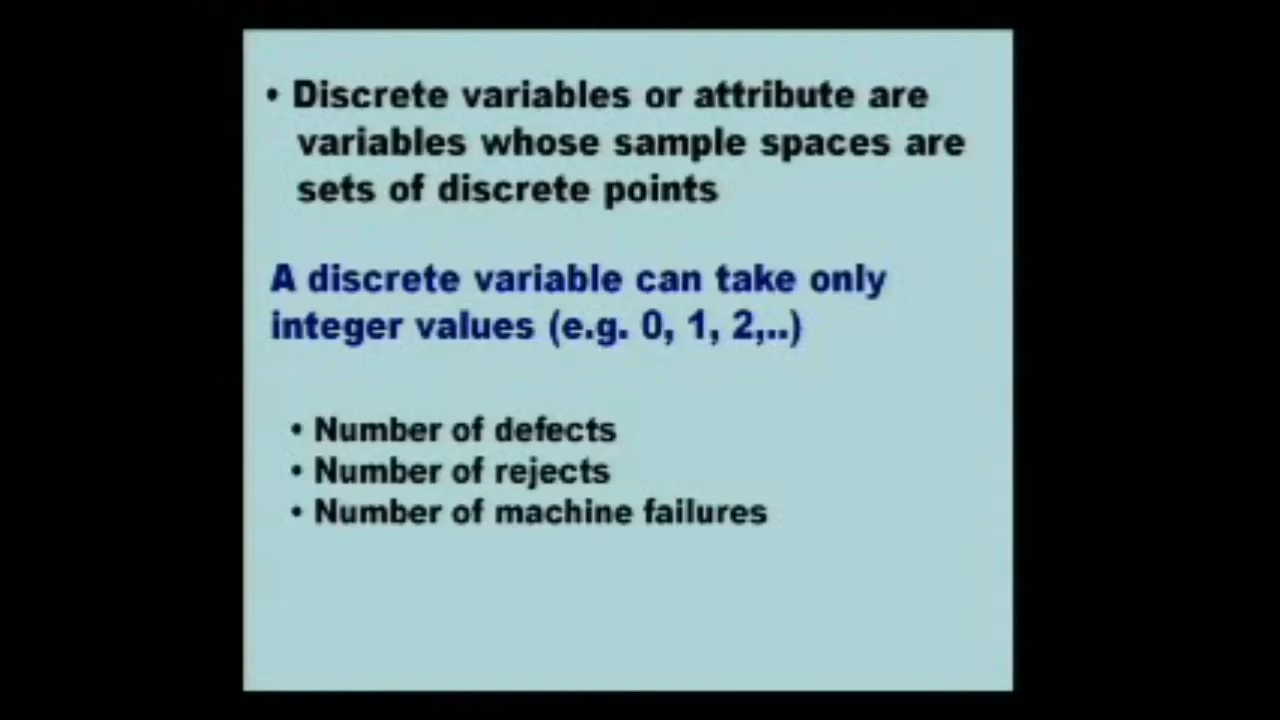 • Discrete variables or attribute are
variables whose sample spaces are
sets of discrete points
A discrete variable can take only
integer values (e.g. 0, 1, 2,..)
• Number of defects
• Number of rejects
• Number of machine failures